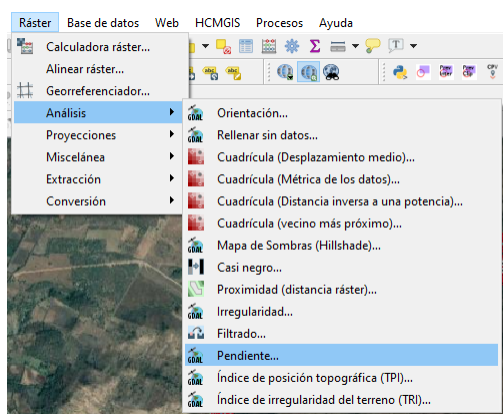 Ráster Base de datos Web HCMGIS Procesos Ayuda
Calculadora ráster...
Alinear ráster...
Georreferenciador...
Análisis
Proyecciones
Miscelánea
Extracción
Conversión
Orientación...
Rellenar sin datos...
Cuadrícula (Desplazamiento medio)...
Cuadrícula (Métrica de los datos)...
Cuadrícula (Distancia inversa a una potencia)...
Cuadrícula (vecino más próximo)...
Mapa de Sombras (Hillshade)...
Casi negro...
Proximidad (distancia ráster)...
Irregularidad...
Filtrado...
Pendiente...
Índice de posición topográfica (TPI)...
Índice de irregularidad del terreno (TRI)...